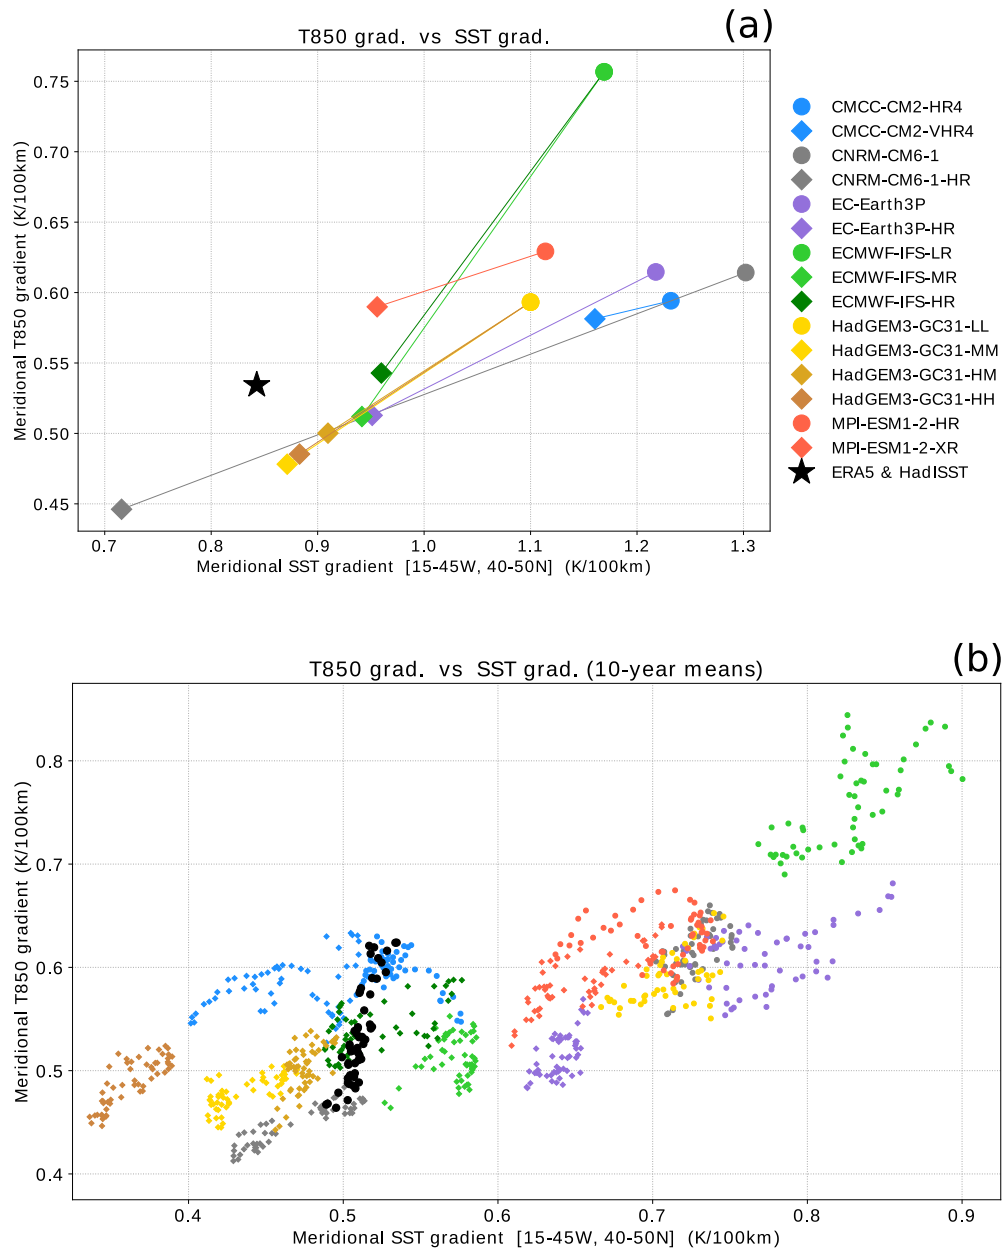 (a)
T850 grad. vs SST grad.
Meridional T850 gradient (K/100km)
0.75
0.70
0.65
0.60
0.55
0.50
0.45
0.7 0.8 0.9 1.0 1.1 1.2 1.3
Meridional SST gradient [15-45W, 40-50N] (K/100km)
CMCC-CM2-HR4
CMCC-CM2-VHR4
CNRM-CM6-1
CNRM-CM6-1-HR
EC-Earth3P
EC-Earth3P-HR
ECMWF-IFS-LR
ECMWF-IFS-MR
ECMWF-IFS-HR
HadGEM3-GC31-LL
HadGEM3-GC31-MM
HadGEM3-GC31-HM
HadGEM3-GC31-HH
MPI-ESM1-2-HR
MPI-ESM1-2-XR
ERA5 & HadISST
(b)
T850 grad. vs SST grad. (10-year means)
Meridional T850 gradient (K/100km)
0.8
0.7
0.6
0.5
0.4
0.4 0.5 0.6 0.7 0.8 0.9
Meridional SST gradient [15-45W, 40-50N] (K/100km)